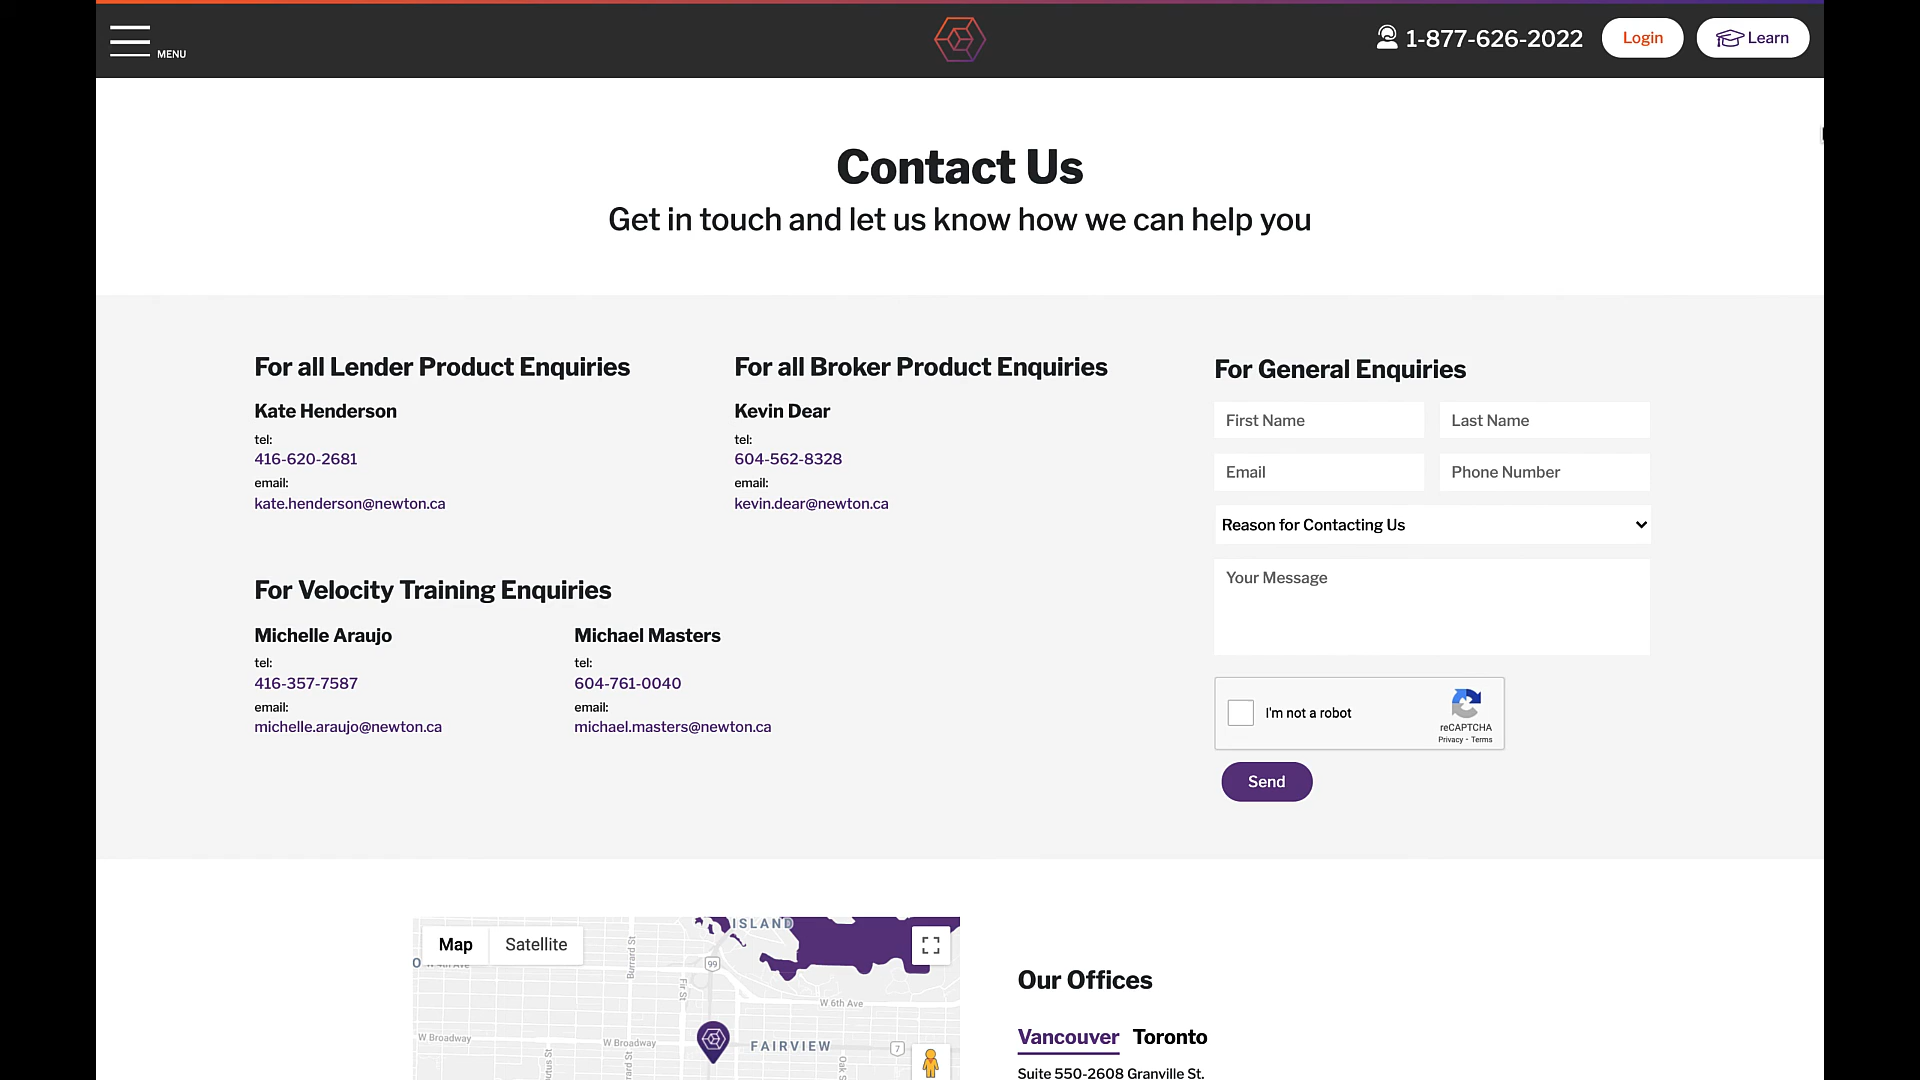 MENU
1-877-626-2022
Login
Learn
Contact Us
Get in touch and let us know how we can help you
For all Lender Product Enquiries
Kate Henderson
tel:
416-620-2681
email:
kate.henderson@newton.ca
For all Broker Product Enquiries
Kevin Dear
tel:
604-562-8328
email:
kevin.dear@newton.ca
For Velocity Training Enquiries
Michelle Araujo
tel:
416-357-7587
email:
michelle.araujo@newton.ca
Michael Masters
tel:
604-761-0040
email:
michael.masters@newton.ca
For General Enquiries
First Name
Last Name
Email
Phone Number
Reason for Contacting Us
Your Message
I'm not a robot
reCAPTCHA
Privacy - Terms
Send
Map
Satellite
ISLAND
99
Burrard St
Fir St
W 6th Ave
W Broadway
W Broadway
FAIRVIEW
7
Our Offices
Vancouver
Toronto
Suite 550-2608 Granville St.